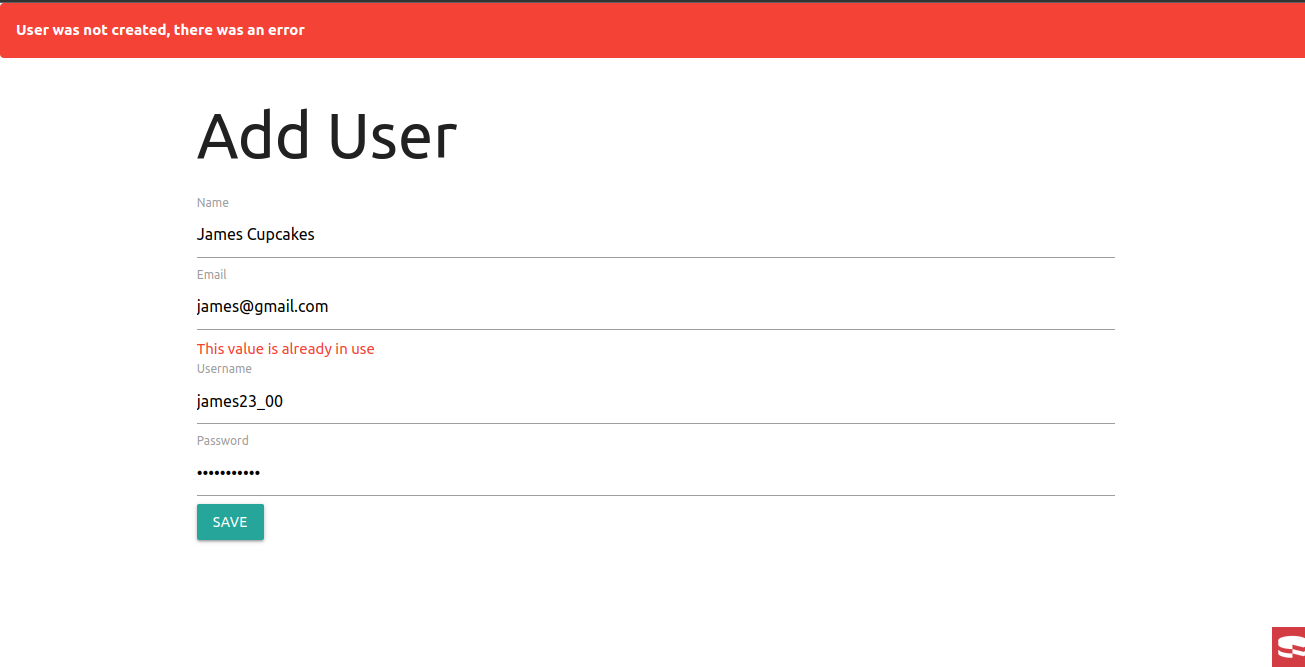 User was not created, there was an error
Add User
Name
James Cupcakes
Email
james@gmail.com
This value is already in use
Username
james23_00
Password
•••••••••••
SAVE